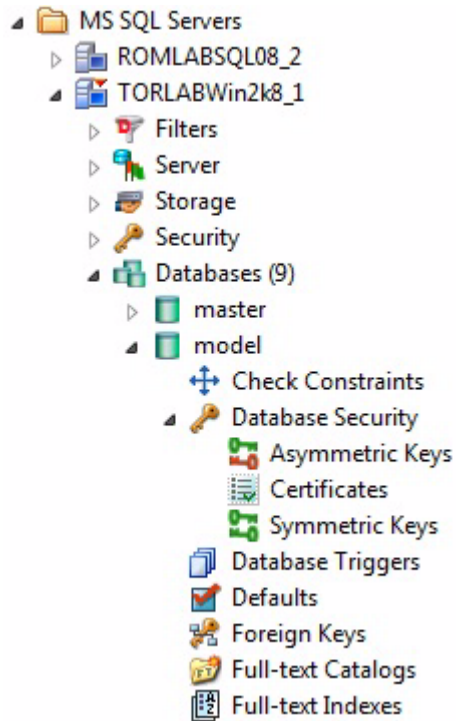 MS SQL Servers
ROMLABSQL08_2
TORLABWin2k8_1
Filters
Server
Storage
Security
Databases (9)
master
model
Check Constraints
Database Security
Asymmetric Keys
Certificates
Symmetric Keys
Database Triggers
Defaults
Foreign Keys
Full-text Catalogs
Full-text Indexes